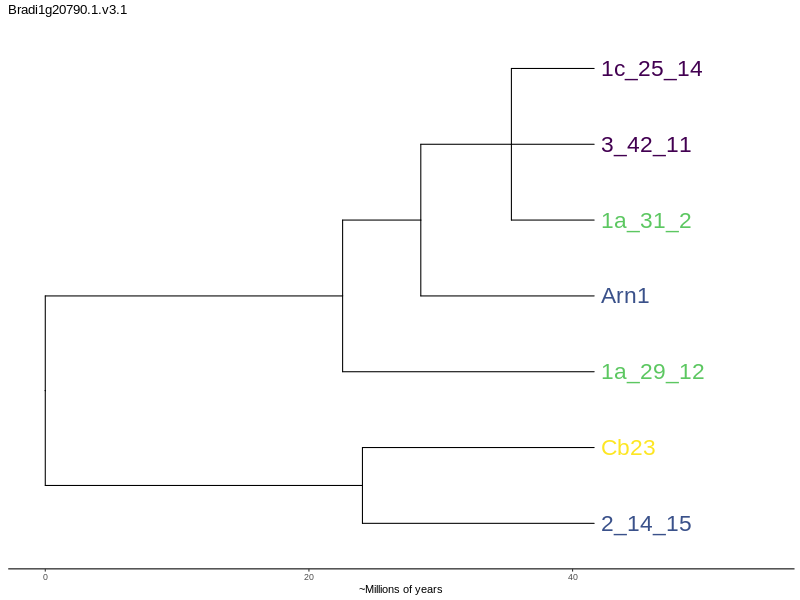 Bradi1g20790.1.v3.1
1c_25_14
3_42_11
1a_31_2
Arn1
1a_29_12
Cb23
2_14_15
0 20 40
~Millions of years